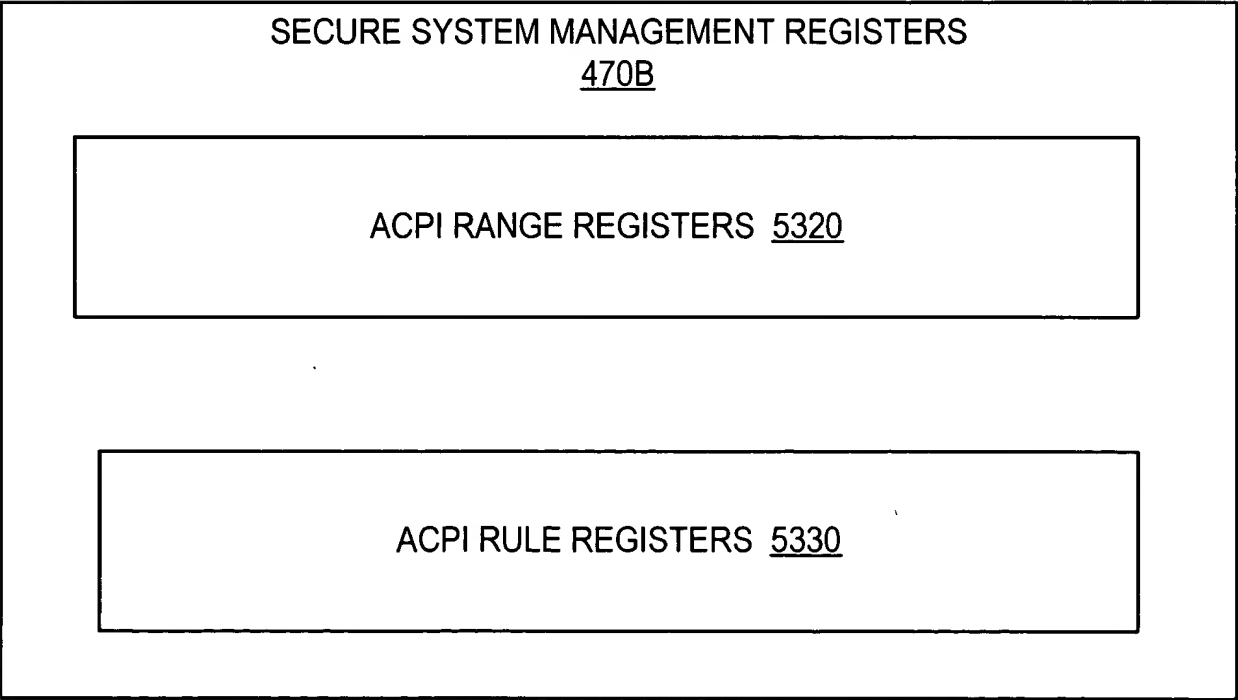 SECURE SYSTEM MANAGEMENT REGISTERS
470B
ACPI RANGE REGISTERS 5320
ACPI RULE REGISTERS 5330